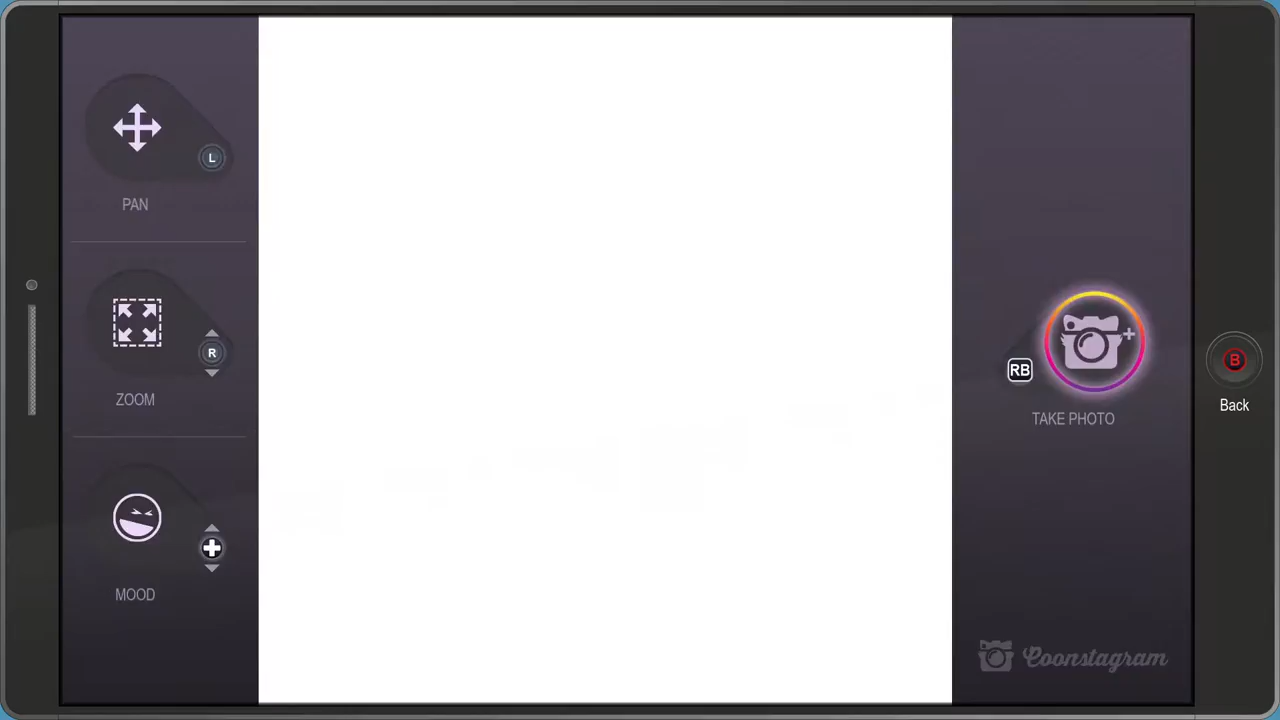 PAN
L
ZOOM
R
MOOD
RB
TAKE PHOTO
B
Back
Coonstagram